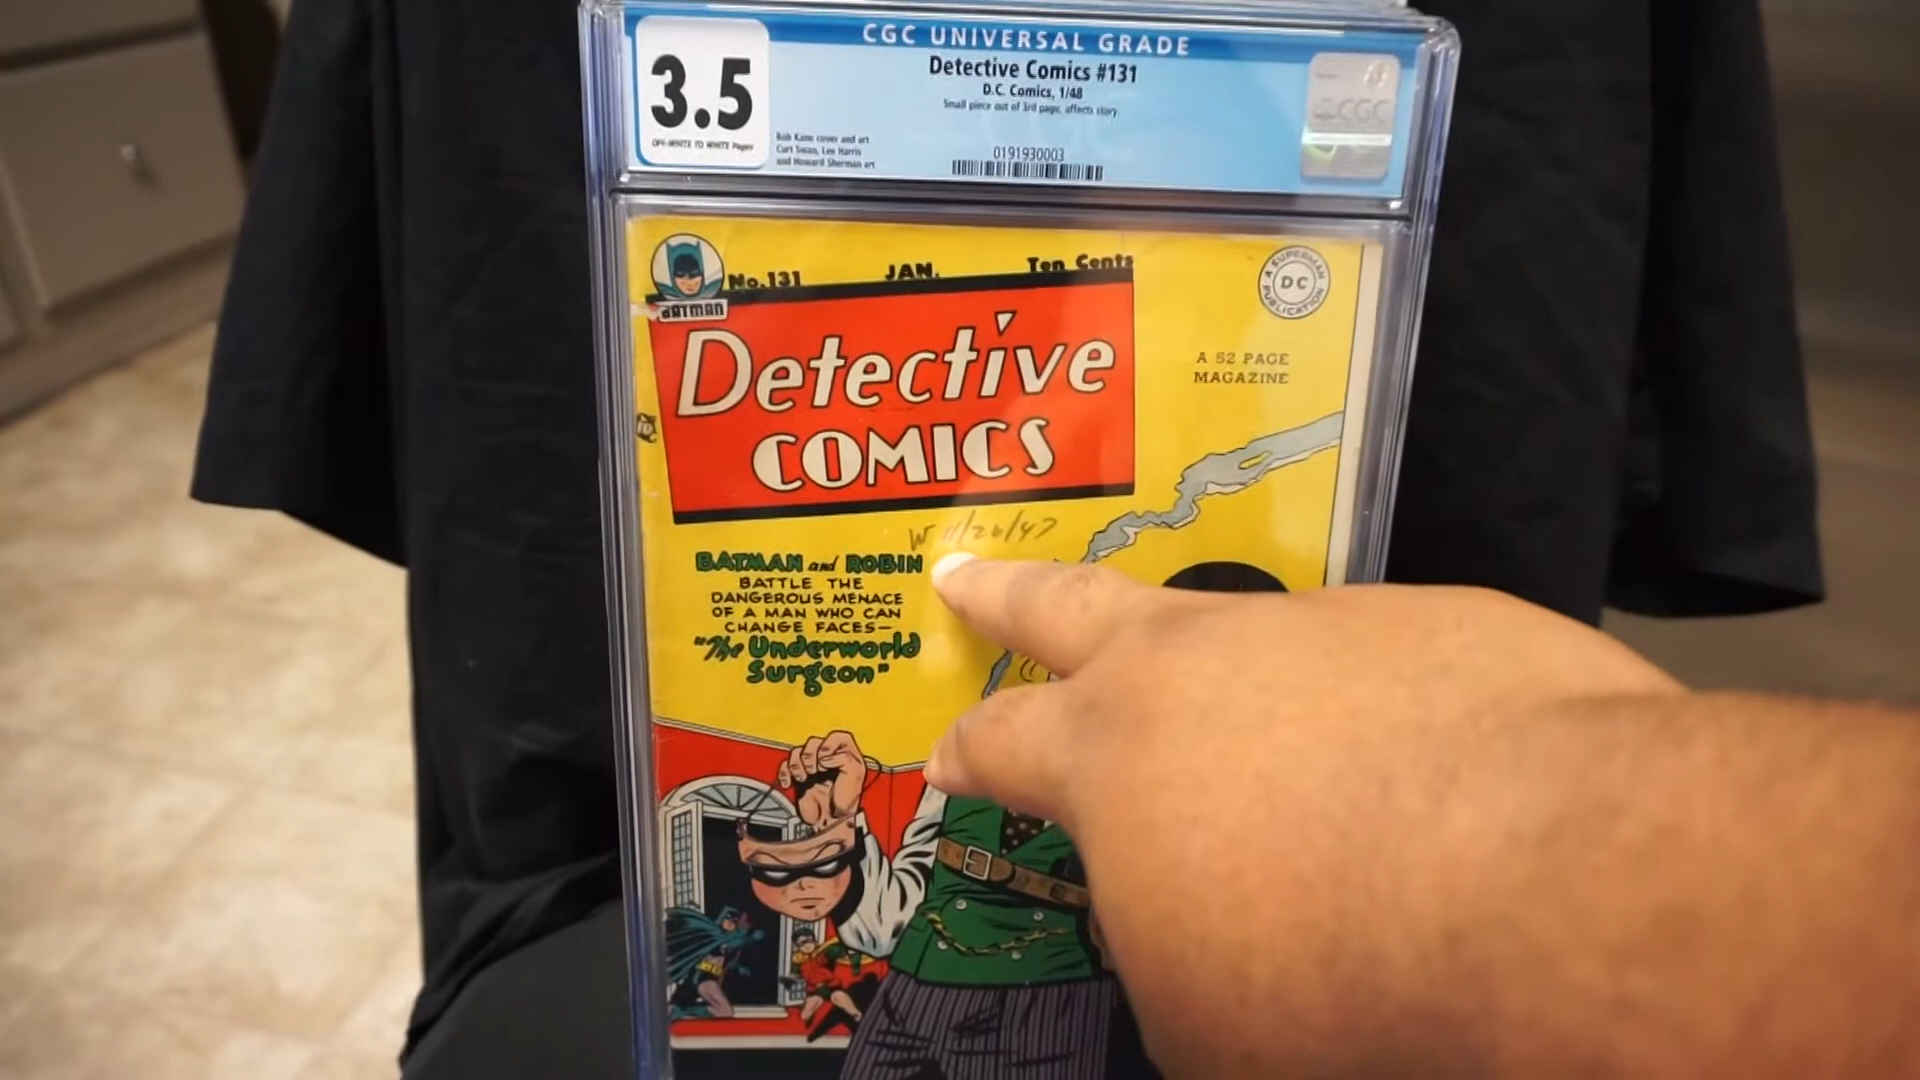 CGC UNIVERSAL GRADE
3.5
OFF-WHITE TO WHITE Pages
Detective Comics #131
D.C. Comics, 1/48
Small piece out of 3rd page, affects story.
Bob Kane cover and art
Curt Swan, Lee Harris
and Howard Sherman art
0191930003
CGC
No.131 JAN. Ten Cents
BATMAN
A SUPERMAN DC PUBLICATION
Detective
COMICS
A 52 PAGE
MAGAZINE
W 11/26/47
BATMAN and ROBIN
BATTLE THE
DANGEROUS MENACE
OF A MAN WHO CAN
CHANGE FACES—
"The Underworld
Surgeon"